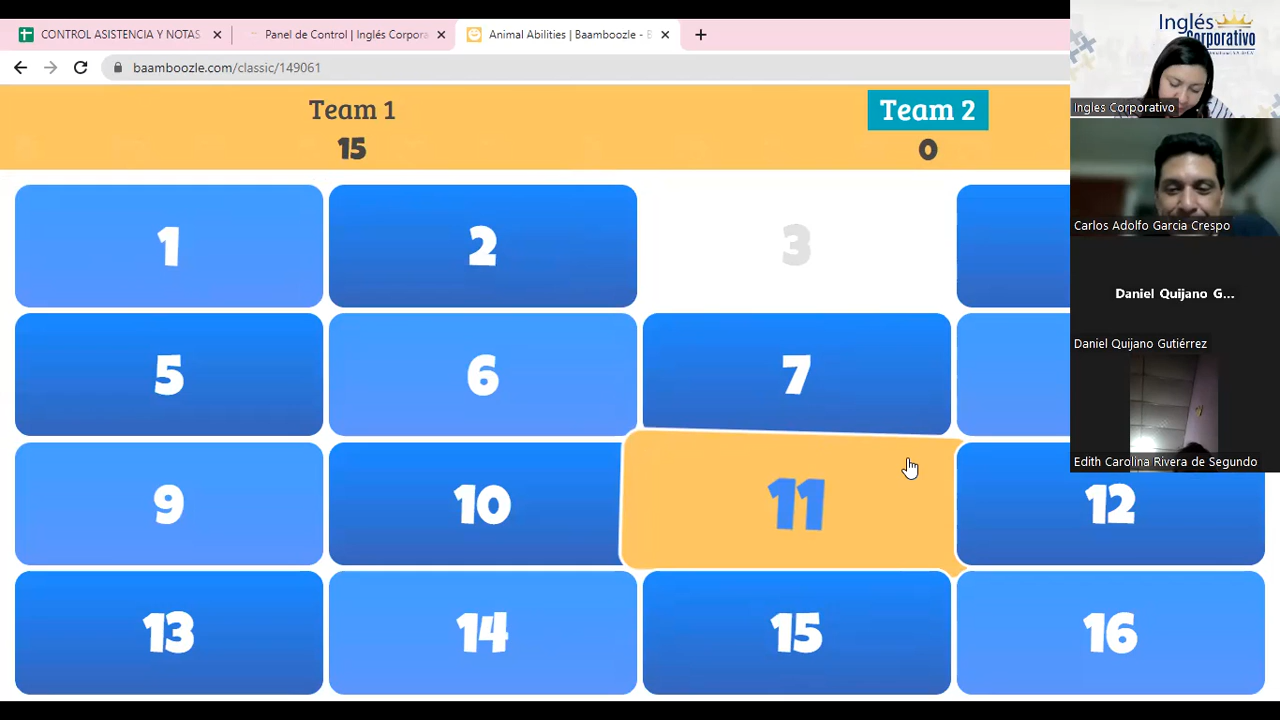 CONTROL ASISTENCIA Y NOTAS
Panel de Control | Inglés Corpora
Animal Abilities | Baamboozle - B
baamboozle.com/classic/149061
Team 1
Team 2
15
0
1
2
3
5
6
7
9
10
11
12
13
14
15
16
Inglés
Corporativo
Ingles Corporativo
Carlos Adolfo Garcia Crespo
Daniel Quijano G...
Daniel Quijano Gutiérrez
Edith Carolina Rivera de Segundo